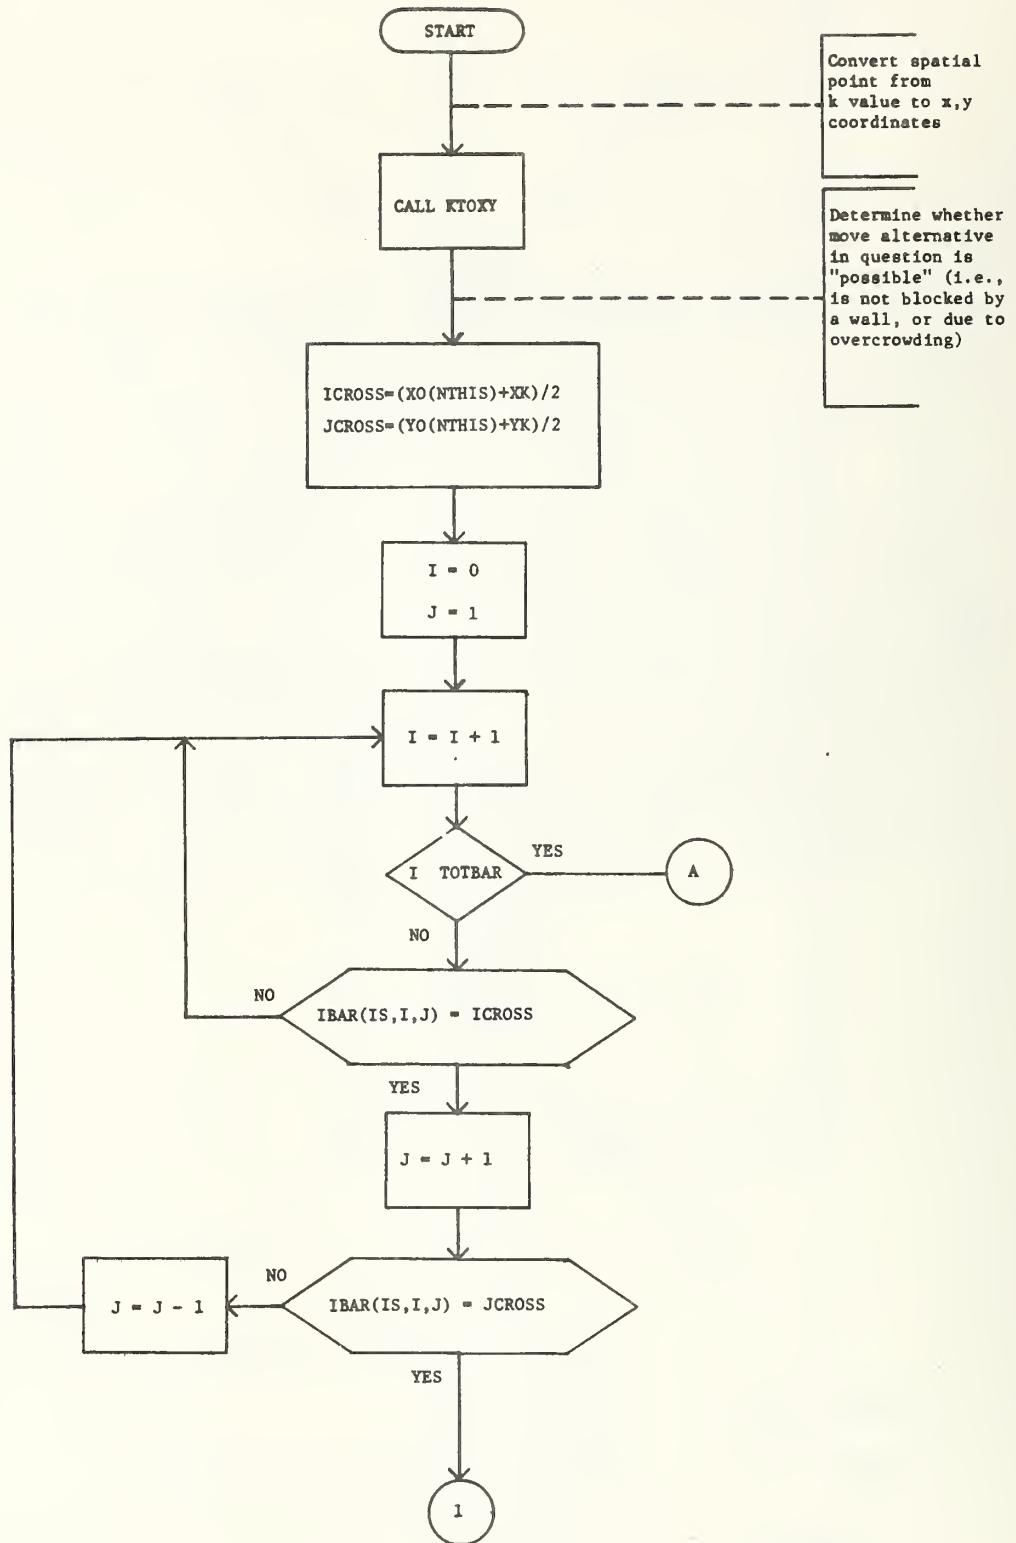 START
Convert spatial
point from
k value to x,y
coordinates
CALL KTOXY
Determine whether
move alternative
in question is
"possible" (i.e.,
is not blocked by
a wall, or due to
overcrowding)
ICROSS=(XO(NTHIS)+XK)/2
JCROSS=(YO(NTHIS)+YK)/2
I = 0
J = 1
I = I + 1
I TOTBAR
YES
A
NO
NO
IBAR(IS,I,J) = ICROSS
YES
J = J + 1
NO
J = J - 1
IBAR(IS,I,J) = JCROSS
YES
1